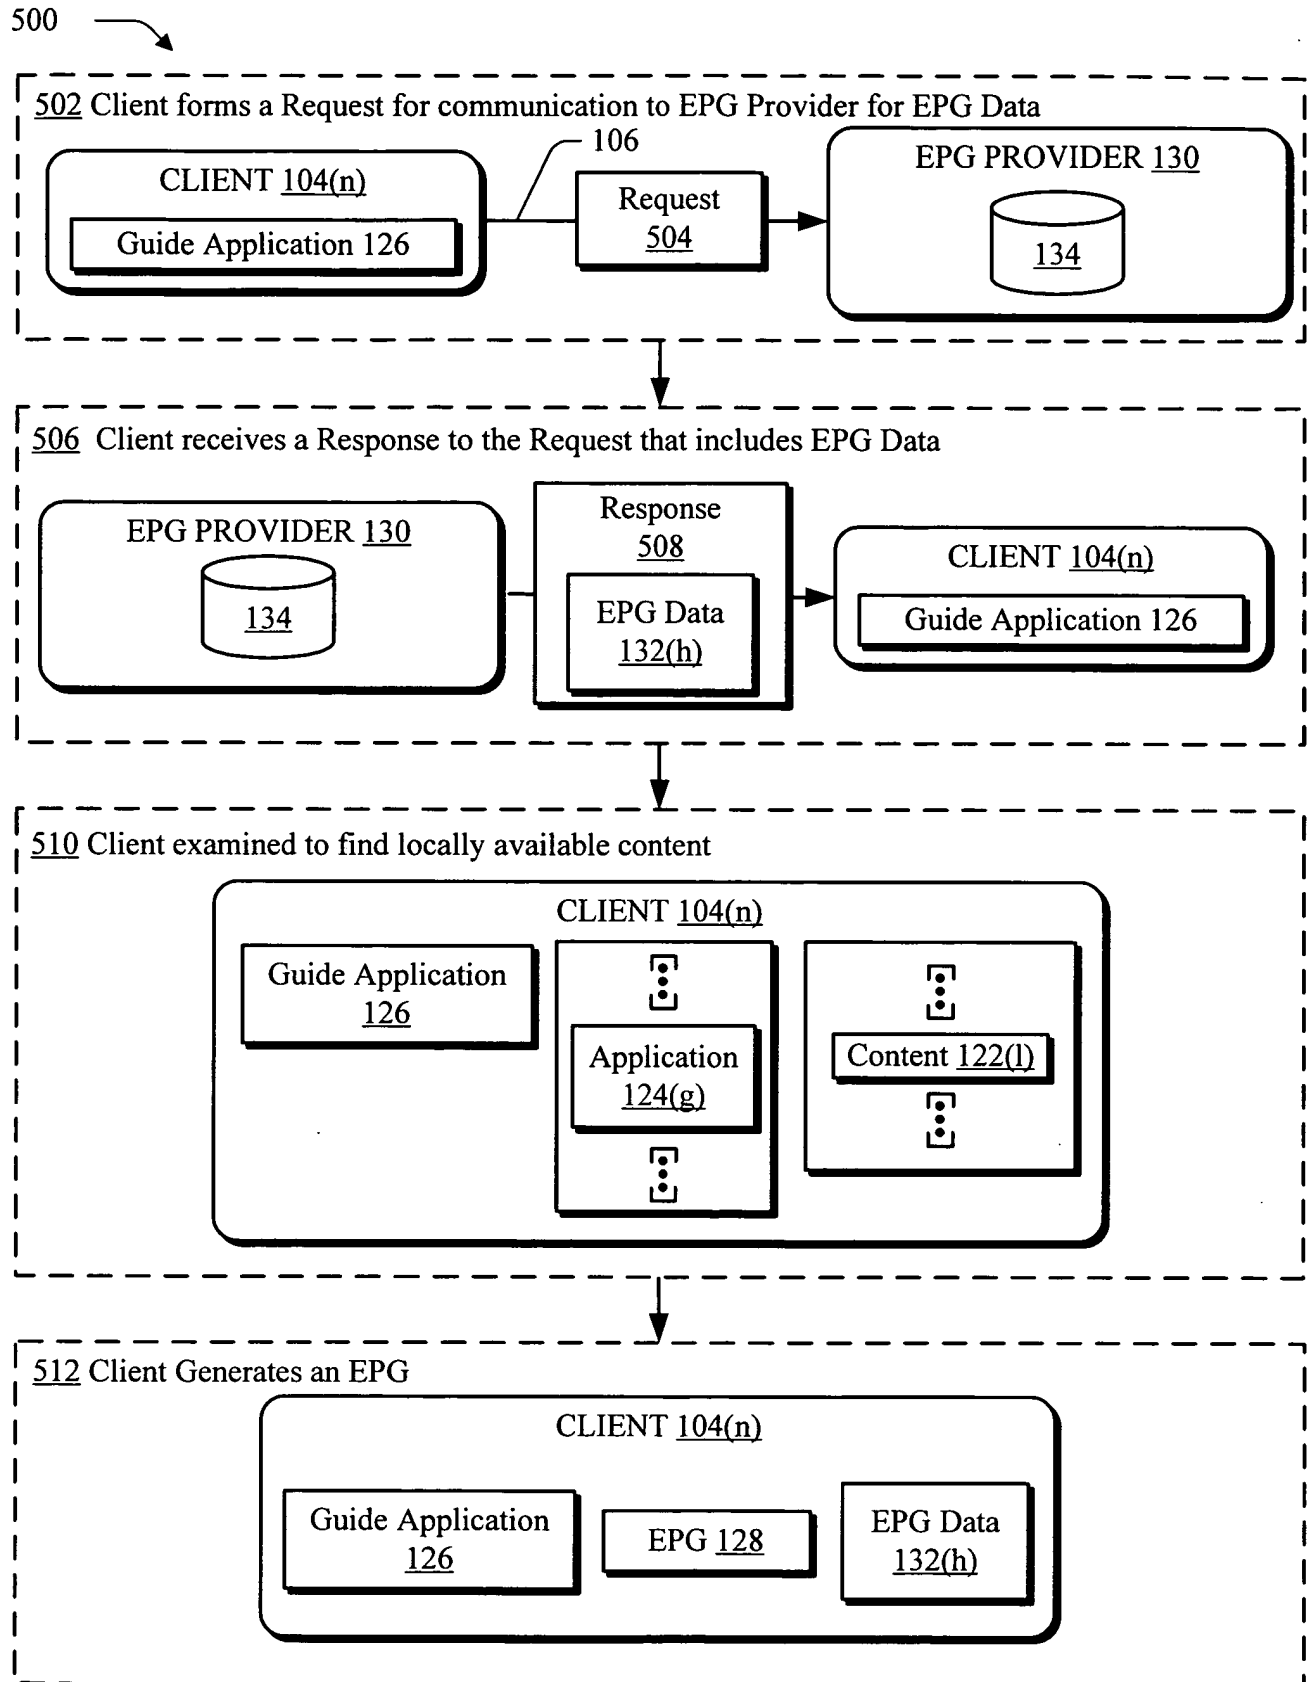 500
502 Client forms a Request for communication to EPG Provider for EPG Data
106
CLIENT 104(n)
Guide Application 126
Request
504
EPG PROVIDER 130
134
506 Client receives a Response to the Request that includes EPG Data
EPG PROVIDER 130
134
Response
508
EPG Data
132(h)
CLIENT 104(n)
Guide Application 126
510 Client examined to find locally available content
CLIENT 104(n)
Guide Application
126
Application
124(g)
Content 122(l)
512 Client Generates an EPG
CLIENT 104(n)
Guide Application
126
EPG 128
EPG Data
132(h)